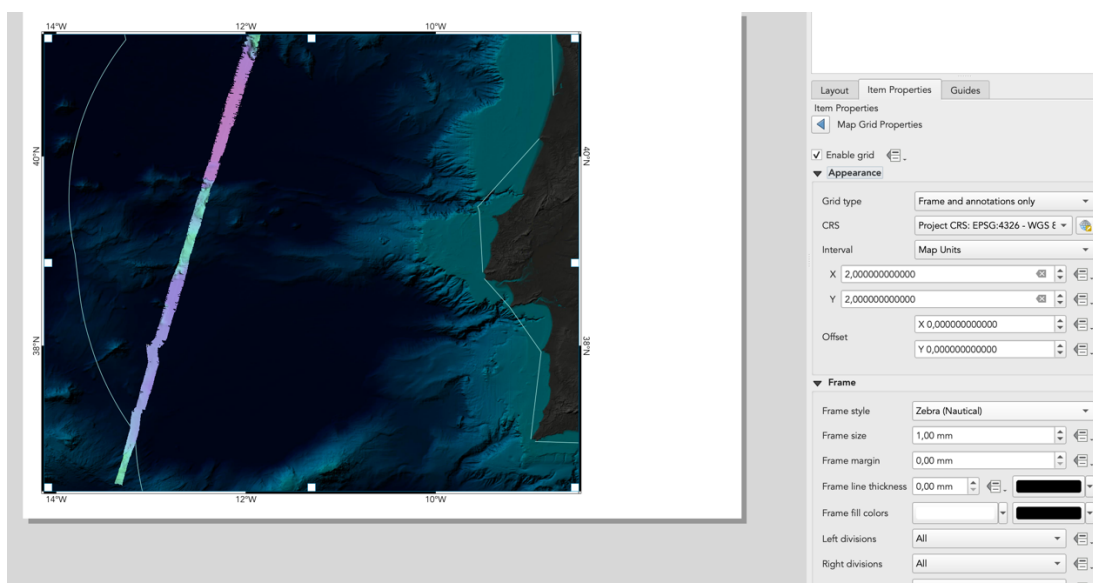 14°W 12°W 10°W
40°N 40°N
38°N 38°N
14°W 12°W 10°W
Layout Item Properties Guides
Item Properties
Map Grid Properties
Enable grid
Appearance
Grid type Frame and annotations only
CRS Project CRS: EPSG:4326 - WGS 8
Interval Map Units
X 2,000000000000
Y 2,000000000000
Offset
X 0,000000000000
Y 0,000000000000
Frame
Frame style Zebra (Nautical)
Frame size 1,00 mm
Frame margin 0,00 mm
Frame line thickness 0,00 mm
Frame fill colors
Left divisions All
Right divisions All